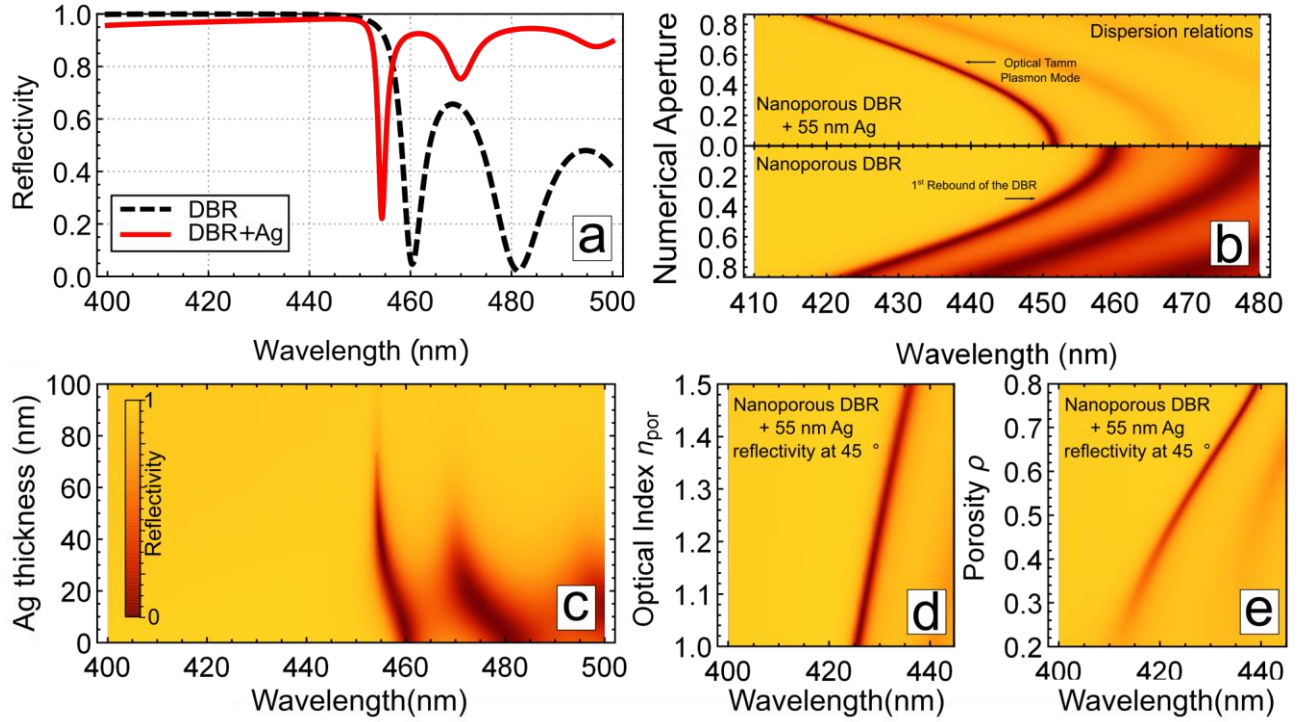 Reflectivity
1.0
0.8
0.6
0.4
0.2
0.0
DBR
DBR+Ag
a
400 420 440 460 480 500
Wavelength (nm)
Numerical Aperture
0.8
0.6
0.4
0.2
0.0
Dispersion relations
Optical Tamm
Plasmon Mode
Nanoporous DBR
+ 55 nm Ag
0.0
0.2
0.4
0.6
0.8
Nanoporous DBR
1st Rebound of the DBR
b
410 420 430 440 450 460 470 480
Wavelength (nm)
Ag thickness (nm)
100
80
60
40
20
0
1
Reflectivity
0
c
400 420 440 460 480 500
Wavelength(nm)
Optical Index npor
1.5
1.4
1.3
1.2
1.1
1.0
Nanoporous DBR
+ 55 nm Ag
reflectivity at 45 °
d
400 420 440
Wavelength(nm)
Porosity ρ
0.8
0.7
0.6
0.5
0.4
0.3
0.2
Nanoporous DBR
+ 55 nm Ag
reflectivity at 45 °
e
400 420 440
Wavelength(nm)